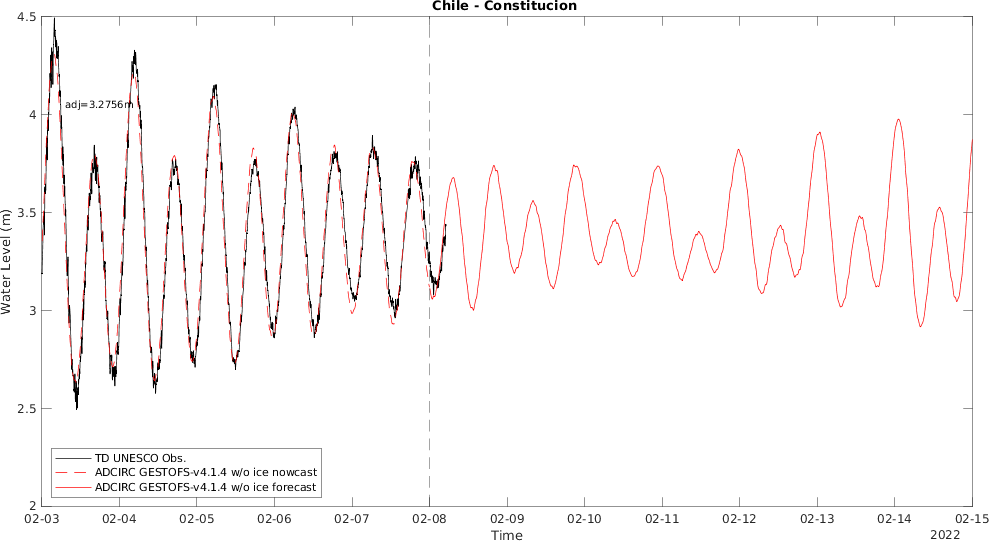 Chile - Constitucion
4.5
adj=3.2756m
4
3.5
Water Level (m)
3
2.5
TD UNESCO Obs.
ADCIRC GESTOFS-v4.1.4 w/o ice nowcast
ADCIRC GESTOFS-v4.1.4 w/o ice forecast
2
02-03 02-04 02-05 02-06 02-07 02-08 02-09 02-10 02-11 02-12 02-13 02-14 02-15
Time
2022